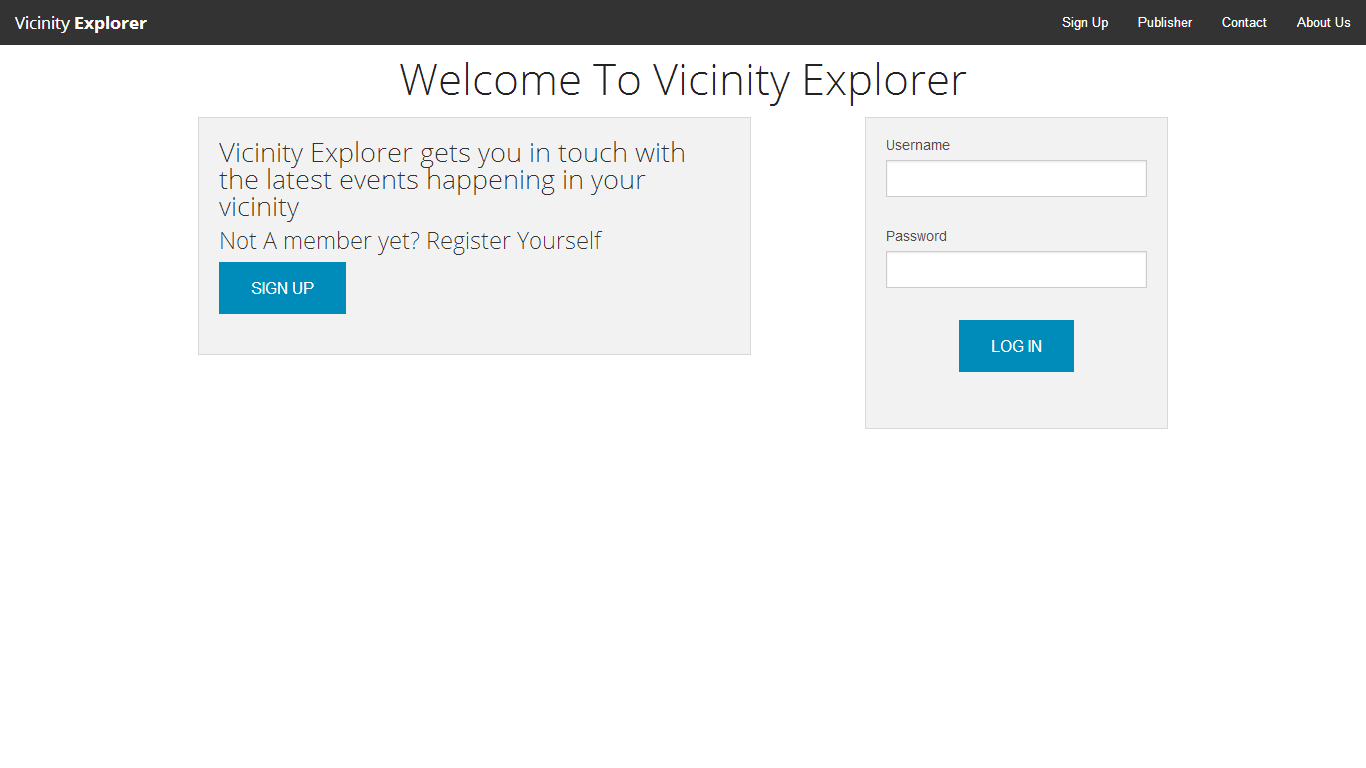 Vicinity Explorer
Sign Up
Publisher
Contact
About Us
Welcome To Vicinity Explorer
Vicinity Explorer gets you in touch with
the latest events happening in your
vicinity
Not A member yet? Register Yourself
SIGN UP
Username
Password
LOG IN